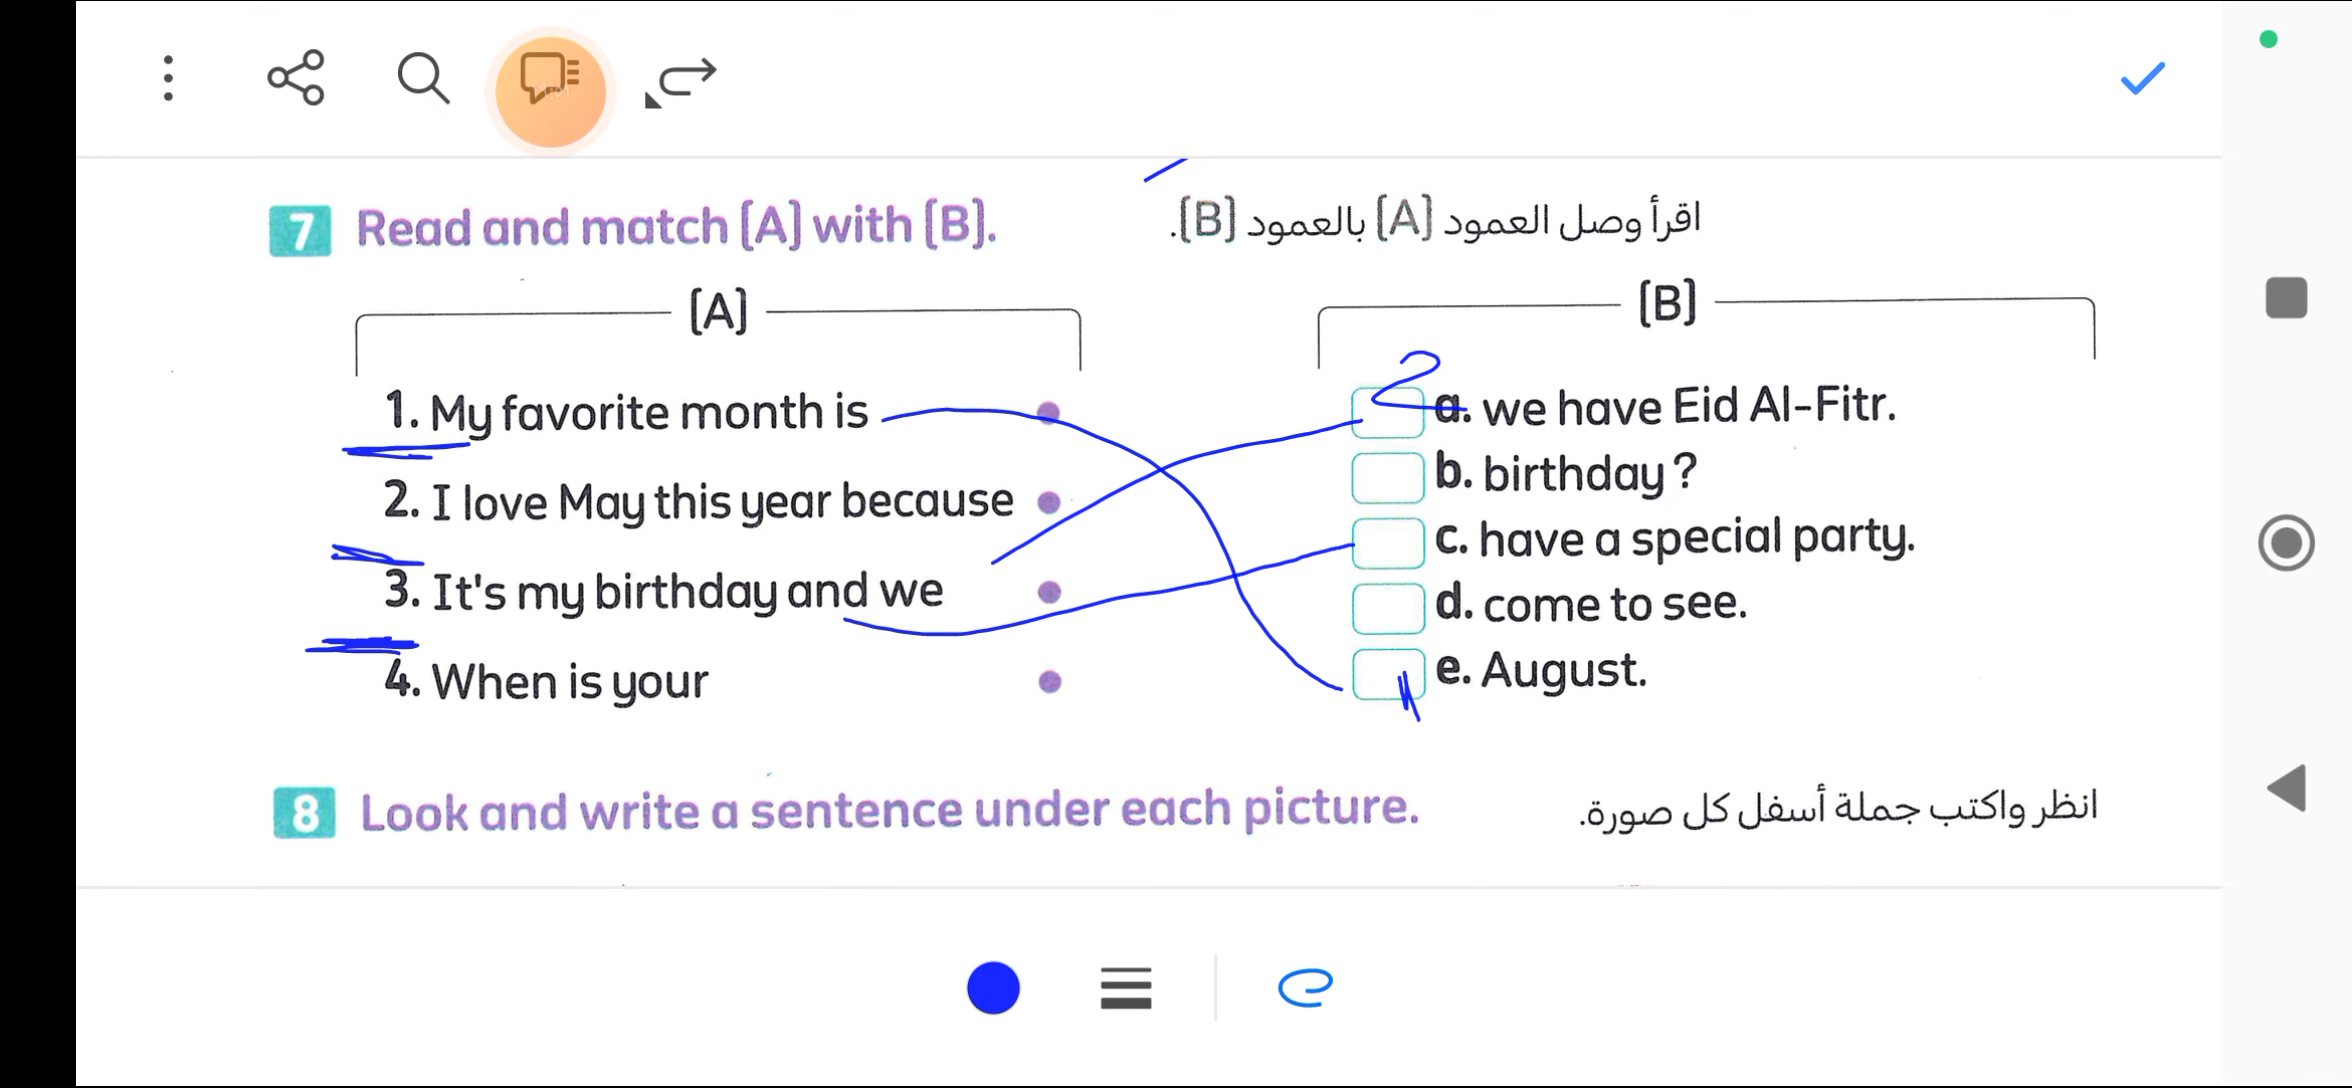 7 Read and match (A) with (B). اقرأ وصل العمود (A) بالعمود (B).
(A) (B)
1. My favorite month is
2. I love May this year because
3. It's my birthday and we
4. When is your
2 a. we have Eid Al-Fitr.
b. birthday?
c. have a special party.
d. come to see.
1 e. August.
8 Look and write a sentence under each picture. انظر واكتب جملة أسفل كل صورة.